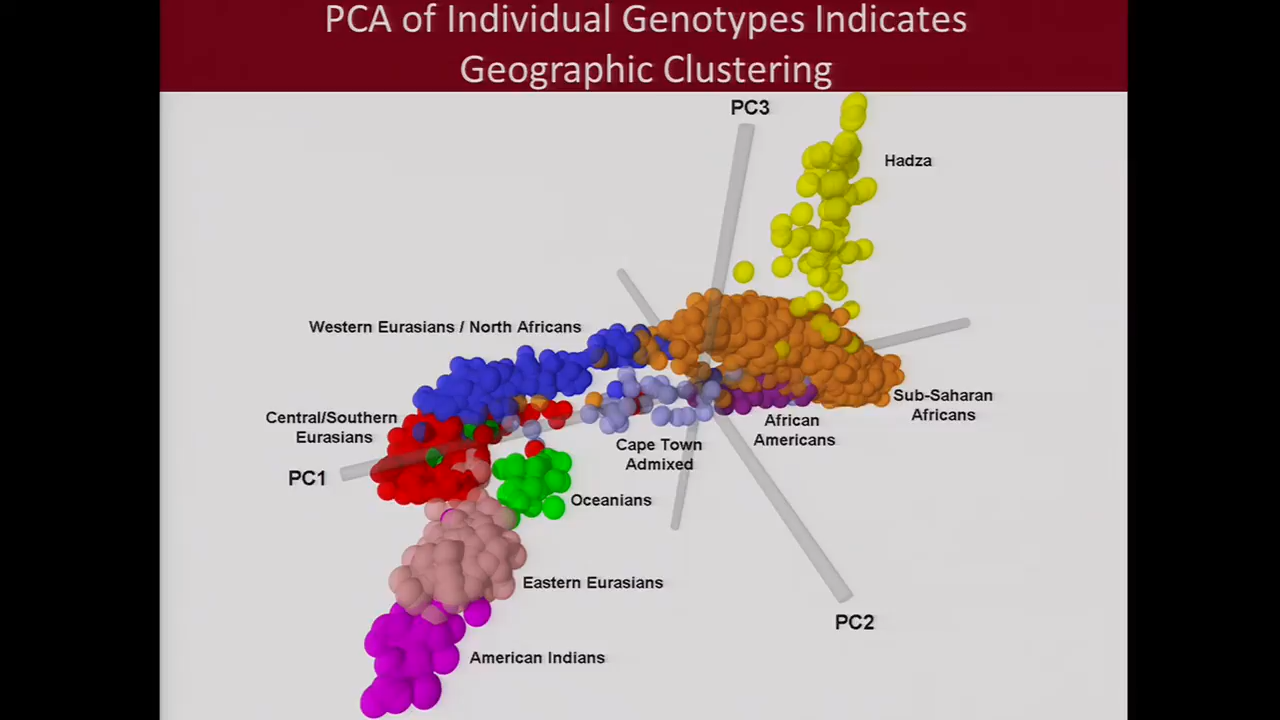 PCA of Individual Genotypes Indicates
Geographic Clustering
PC3
Hadza
Western Eurasians / North Africans
Central/Southern
Eurasians
Sub-Saharan
Africans
African
Americans
Cape Town
Admixed
PC1
Oceanians
Eastern Eurasians
PC2
American Indians